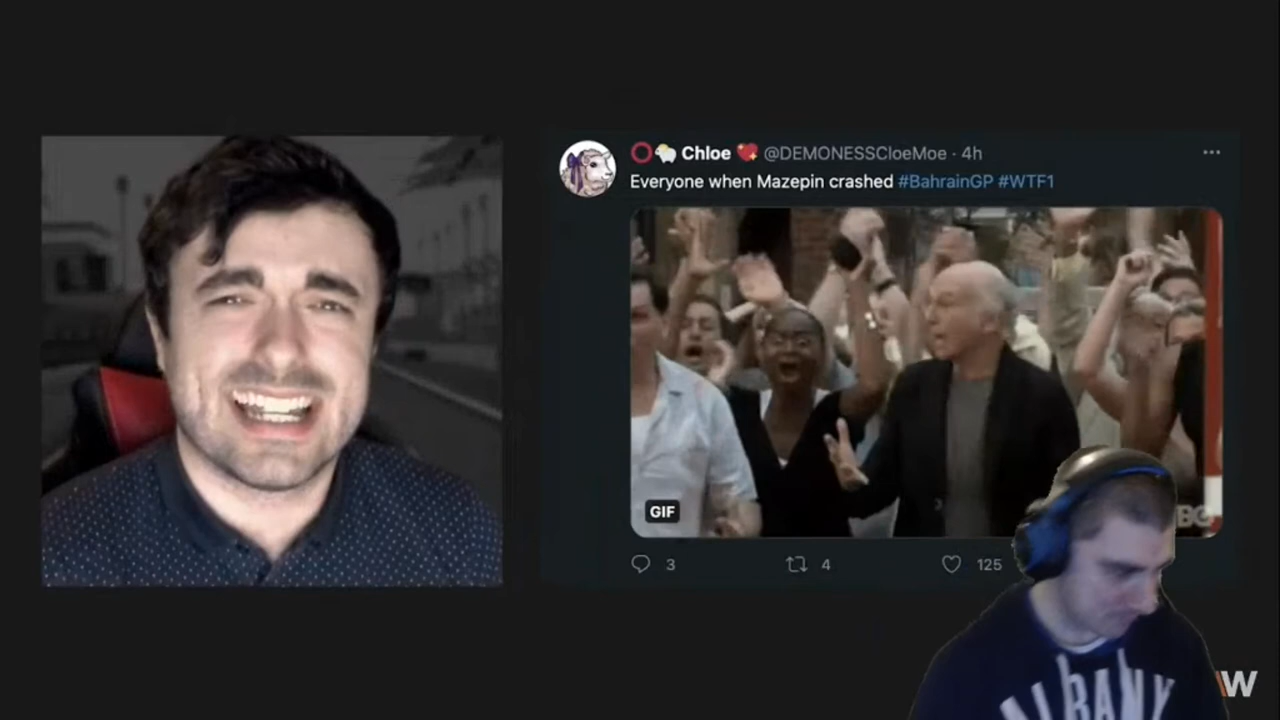 Chloe @DEMONESSCloeMoe · 4h
Everyone when Mazepin crashed #BahrainGP #WTF1
GIF
3 4 125
ALBANY
W